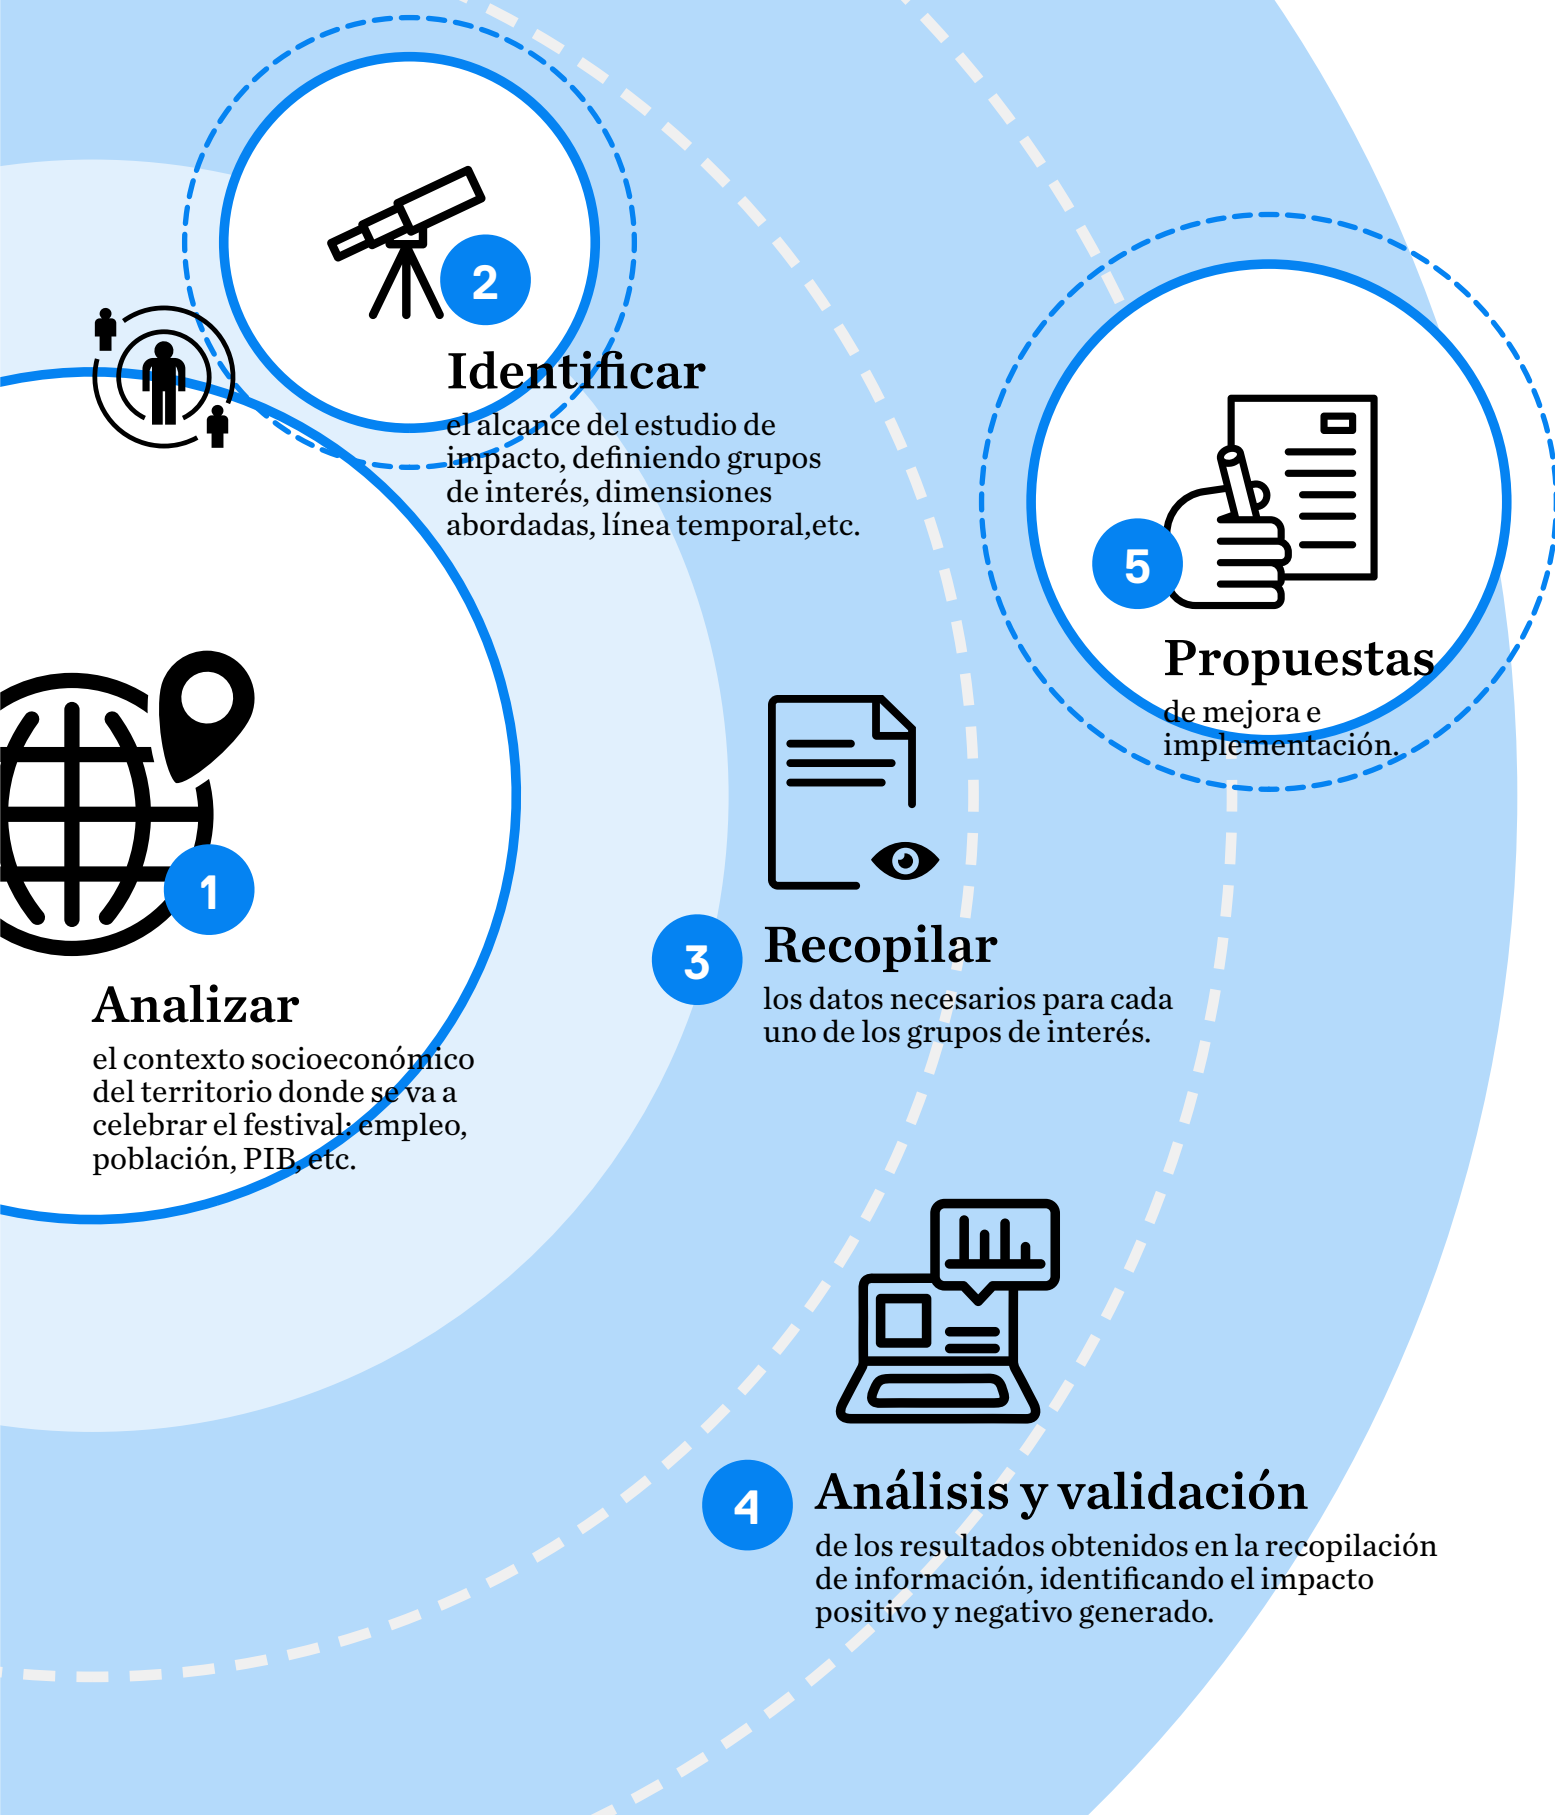 1
Analizar
el contexto socioeconómico
del territorio donde se va a
celebrar el festival: empleo,
población, PIB, etc.
2
Identificar
el alcance del estudio de
impacto, definiendo grupos
de interés, dimensiones
abordadas, línea temporal,etc.
3
Recopilar
los datos necesarios para cada
uno de los grupos de interés.
4
Análisis y validación
de los resultados obtenidos en la recopilación
de información, identificando el impacto
positivo y negativo generado.
5
Propuestas
de mejora e
implementación.